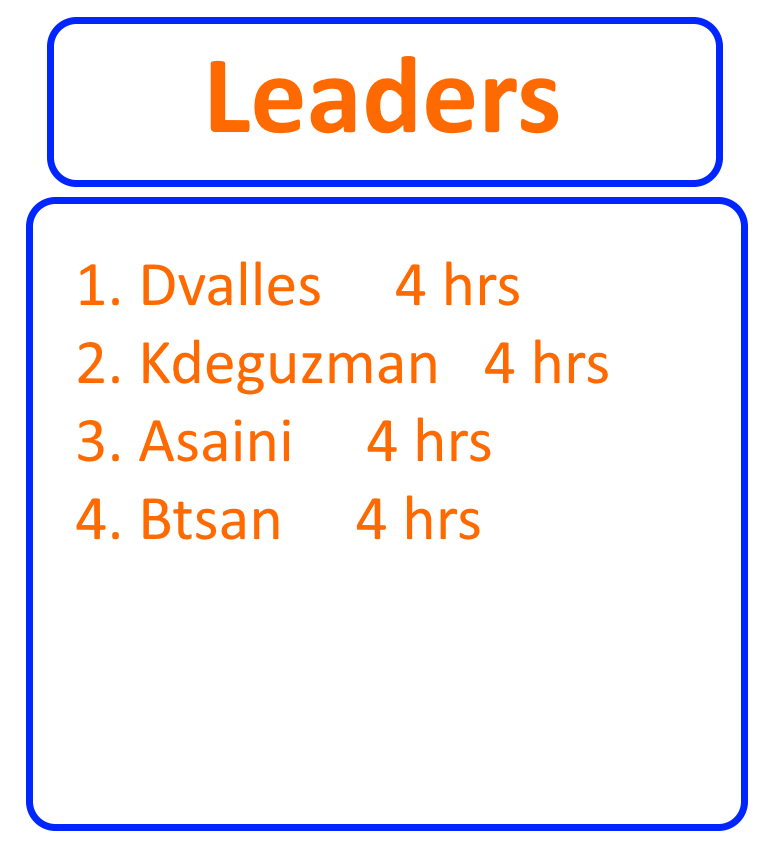 Leaders
1. Dvalles 4 hrs
2. Kdeguzman 4 hrs
3. Asaini 4 hrs
4. Btsan 4 hrs